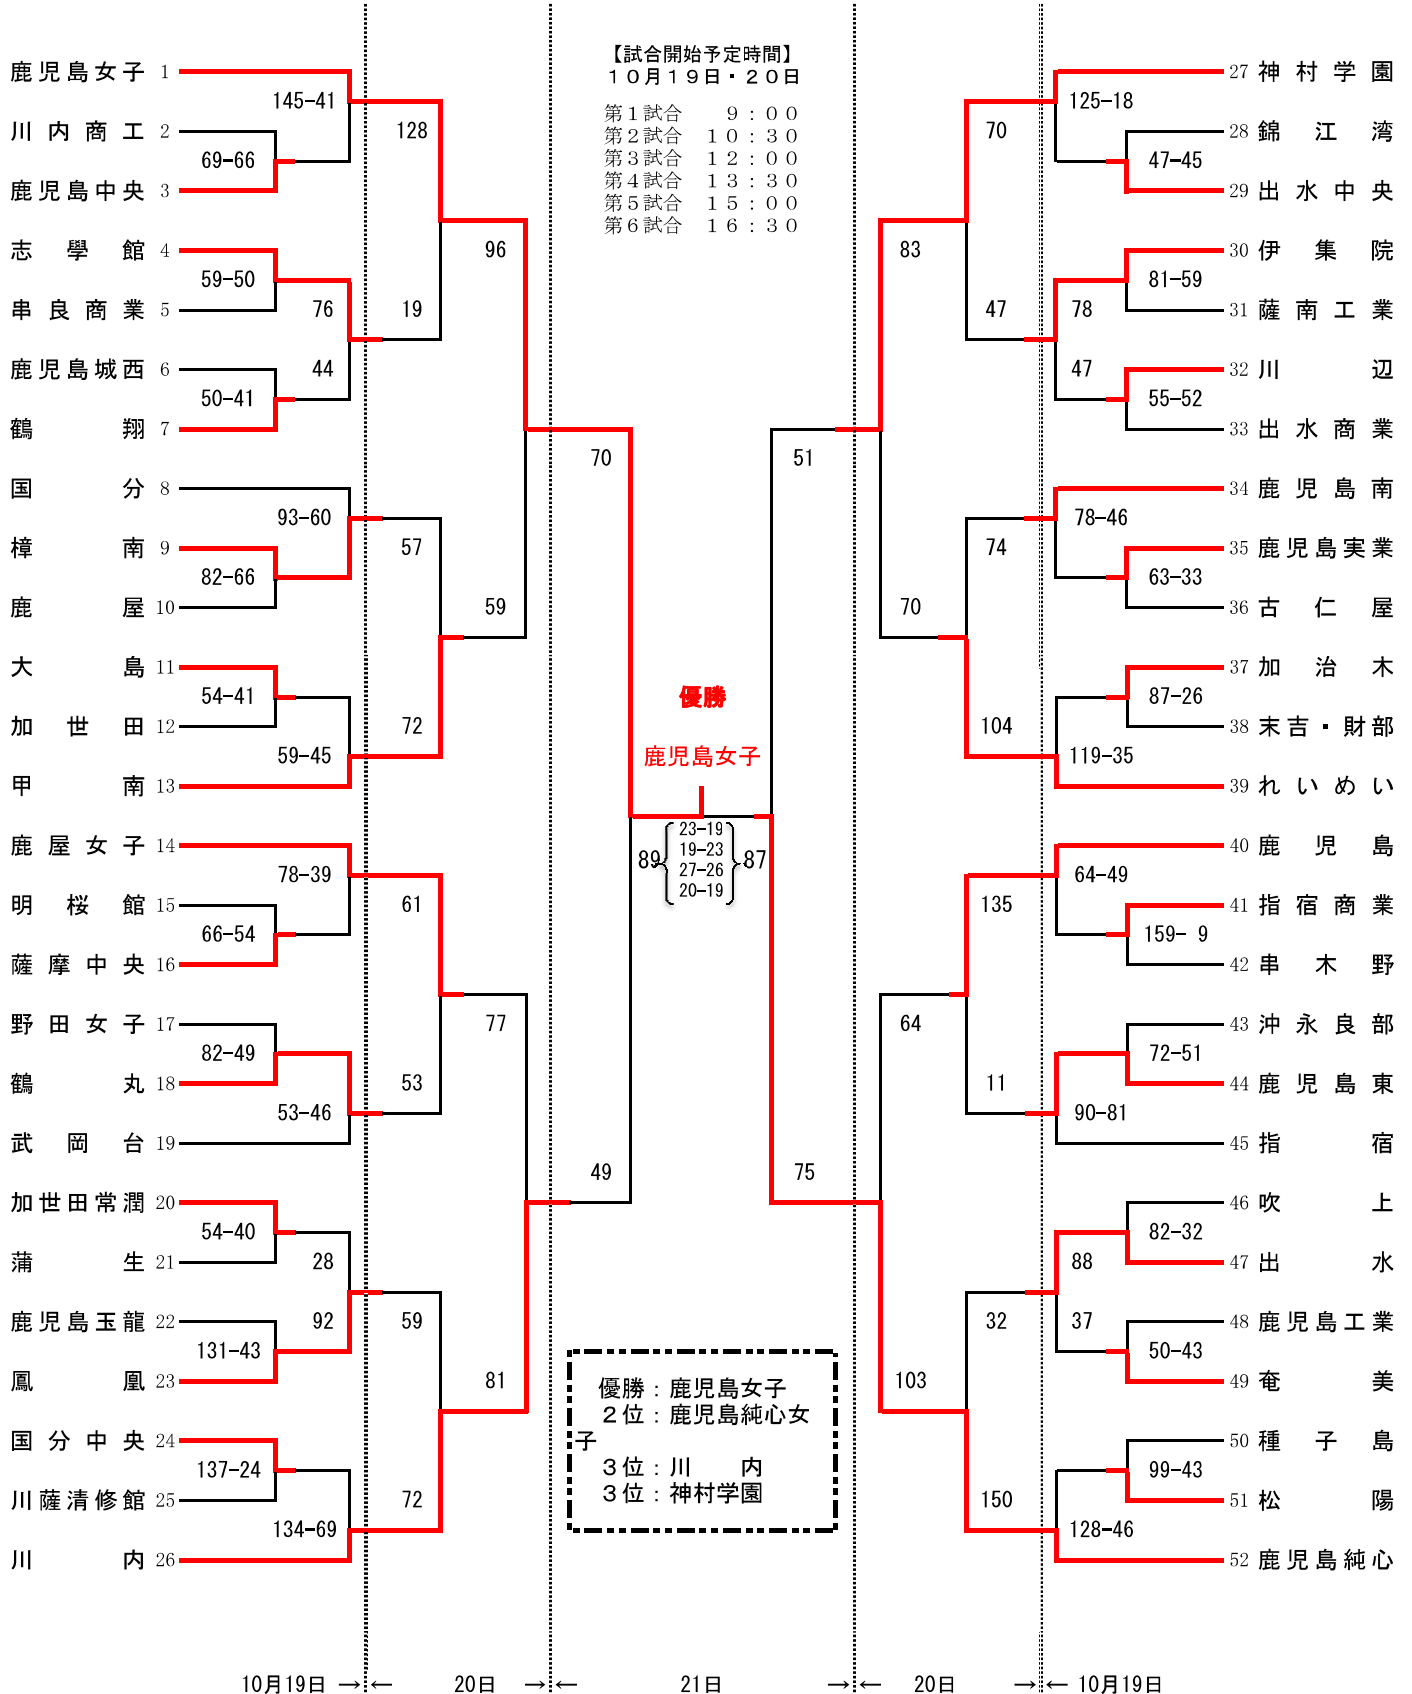 【試合開始予定時間】
10月19日・20日
第1試合 9:00
第2試合 10:30
第3試合 12:00
第4試合 13:30
第5試合 15:00
第6試合 16:30
鹿児島女子 1
145-41
川内商工 2
69-66
鹿児島中央 3
128
志學館 4
59-50
串良商業 5
76
鹿児島城西 6
44
50-41
鶴翔 7
19
96
国分 8
93-60
樟南 9
82-66
鹿屋 10
57
大島 11
54-41
加世田 12
59-45
甲南 13
72
59
70
鹿屋女子 14
78-39
明桜館 15
66-54
薩摩中央 16
61
野田女子 17
82-49
鶴丸 18
53-46
武岡台 19
53
77
加世田常潤 20
54-40
蒲生 21
28
鹿児島玉龍 22
92
131-43
鳳凰 23
59
国分中央 24
137-24
川薩清修館 25
134-69
川内 26
72
81
49
優勝
鹿児島女子
89
23-19
19-23
27-26
20-19
87
27 神村学園
125-18
28 錦江湾
47-45
29 出水中央
70
30 伊集院
81-59
31 薩南工業
78
32 川辺
47
55-52
33 出水商業
47
83
34 鹿児島南
78-46
35 鹿児島実業
63-33
36 古仁屋
74
37 加治木
87-26
38 末吉・財部
119-35
39 れいめい
104
70
51
40 鹿児島
64-49
41 指宿商業
159- 9
42 串木野
135
43 沖永良部
72-51
44 鹿児島東
90-81
45 指宿
11
64
46 吹上
82-32
47 出水
88
48 鹿児島工業
37
50-43
49 奄美
32
50 種子島
99-43
51 松陽
128-46
52 鹿児島純心
150
103
75
優勝:鹿児島女子
2位:鹿児島純心女
子
3位:川内
3位:神村学園
10月19日 →← 20日 →← 21日 →← 20日 →← 10月19日